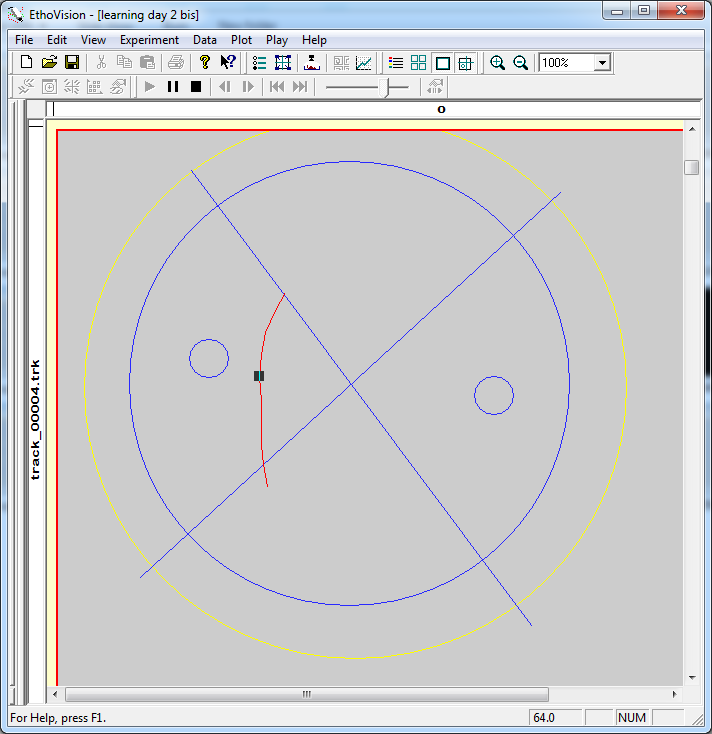 EthoVision - [learning day 2 bis]
File Edit View Experiment Data Plot Play Help
100%
O
track_00004.trk
For Help, press F1.
64.0
NUM